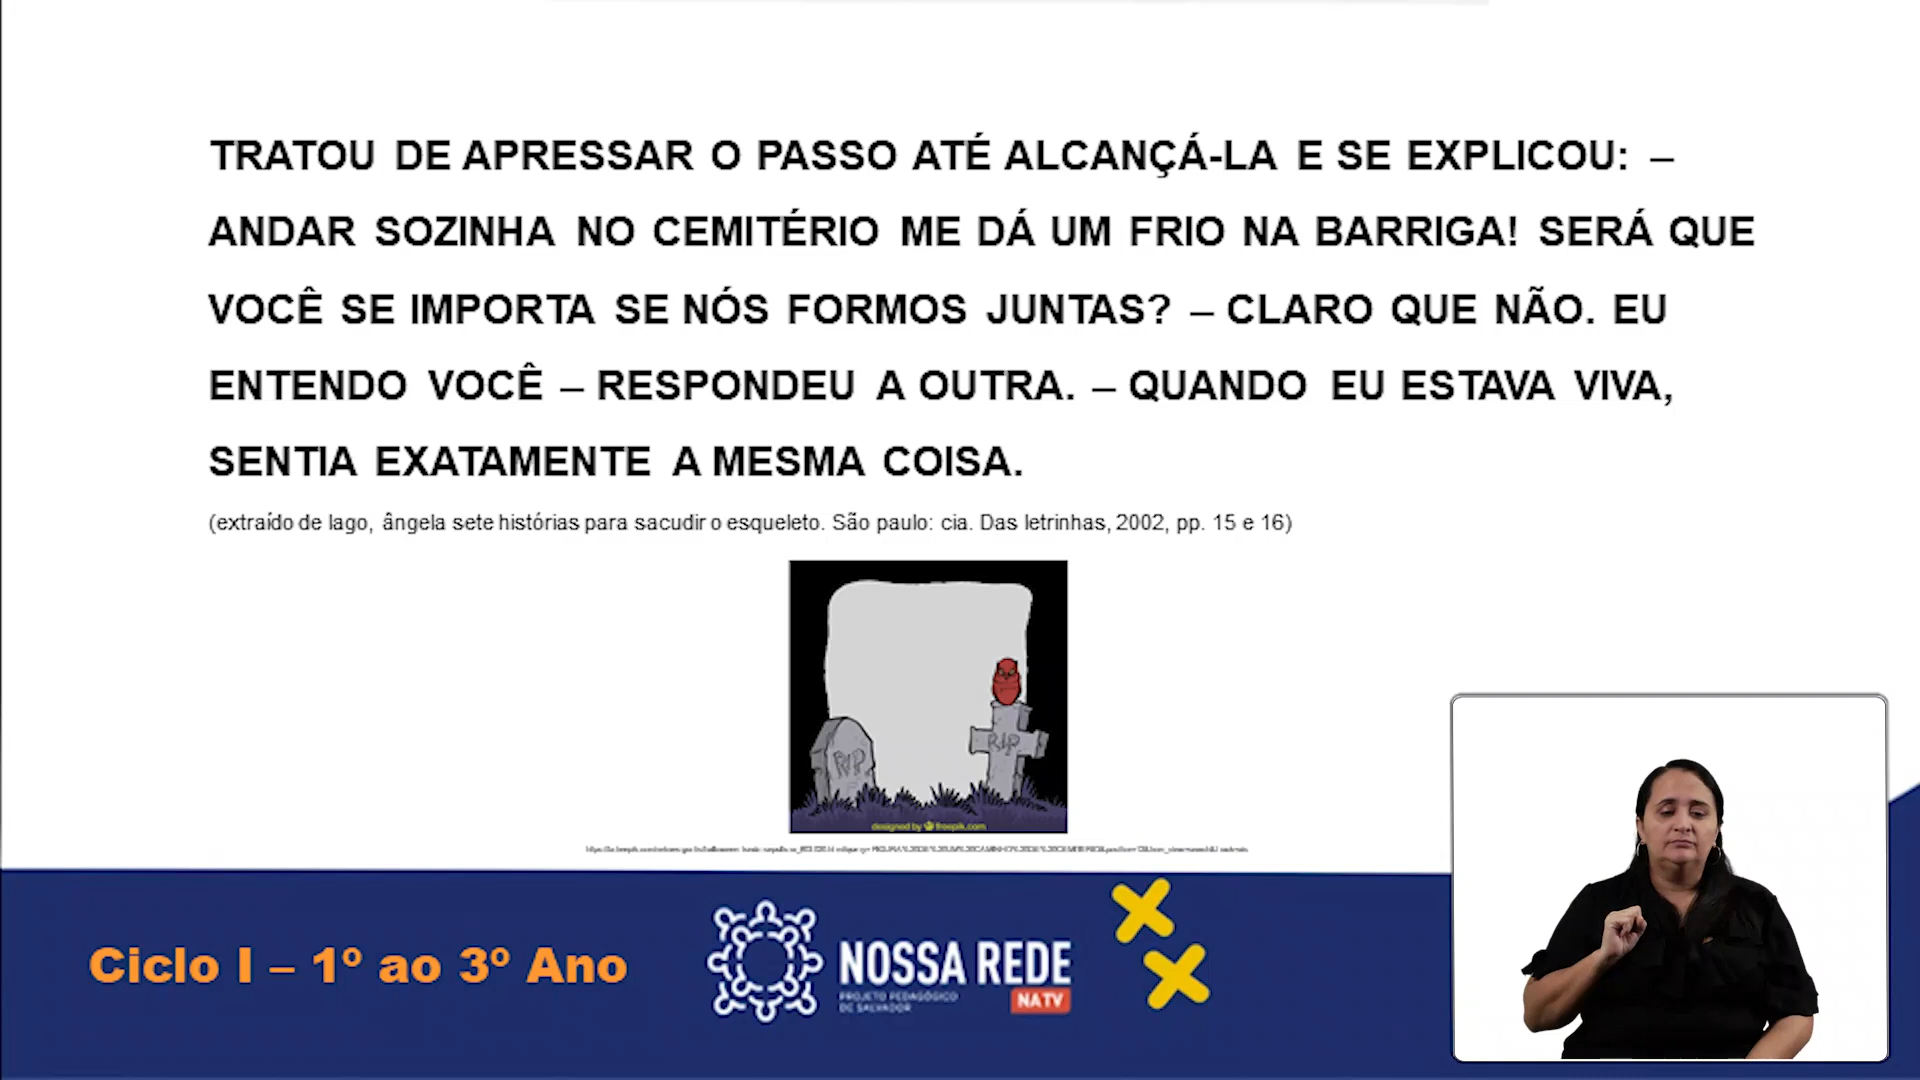 TRATOU DE APRESSAR O PASSO ATÉ ALCANÇÁ-LA E SE EXPLICOU: –
ANDAR SOZINHA NO CEMITÉRIO ME DÁ UM FRIO NA BARRIGA! SERÁ QUE
VOCÊ SE IMPORTA SE NÓS FORMOS JUNTAS? – CLARO QUE NÃO. EU
ENTENDO VOCÊ – RESPONDEU A OUTRA. – QUANDO EU ESTAVA VIVA,
SENTIA EXATAMENTE A MESMA COISA.
(extraído de lago, ângela sete histórias para sacudir o esqueleto. São paulo: cia. Das letrinhas, 2002, pp. 15 e 16)
RIP
RIP
designed by freepik.com
Ciclo I – 1º ao 3º Ano
NOSSA REDE
PROJETO PEDAGÓGICO
DE SALVADOR
NA TV